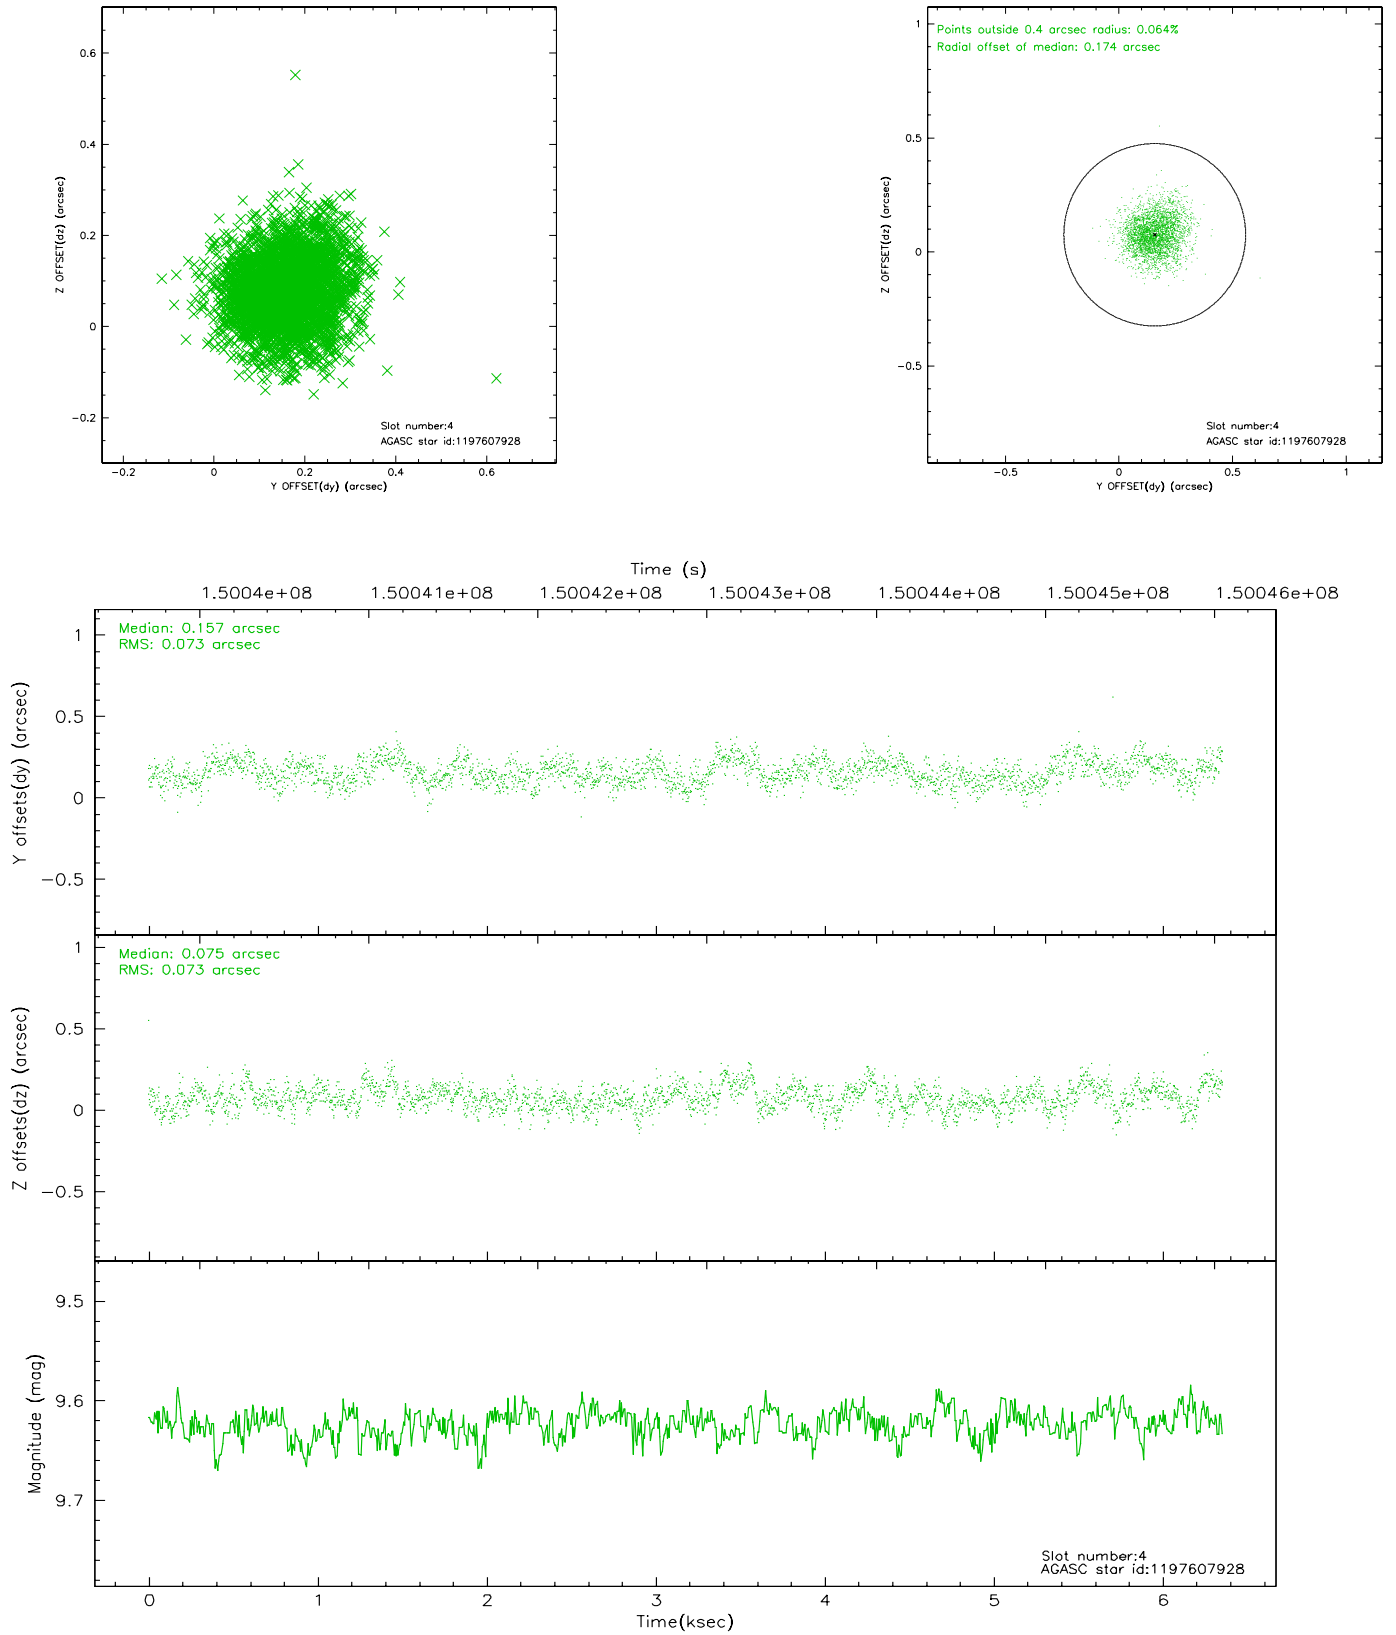 0.6
0.4
0.2
0
-0.2
Z OFFSET(dz) (arcsec)
Slot number:4
AGASC star id:1197607928
-0.2 0 0.2 0.4 0.6
Y OFFSET(dy) (arcsec)
Points outside 0.4 arcsec radius: 0.064%
Radial offset of median: 0.174 arcsec
1
0.5
0
-0.5
Z OFFSET(dz) (arcsec)
Slot number:4
AGASC star id:1197607928
-0.5 0 0.5 1
Y OFFSET(dy) (arcsec)
Time (s)
1.5004e+08 1.50041e+08 1.50042e+08 1.50043e+08 1.50044e+08 1.50045e+08 1.50046e+08
Median: 0.157 arcsec
RMS: 0.073 arcsec
1
0.5
0
-0.5
Y offsets(dy) (arcsec)
Median: 0.075 arcsec
RMS: 0.073 arcsec
1
0.5
0
-0.5
Z offsets(dz) (arcsec)
9.5
9.6
9.7
Magnitude (mag)
Slot number:4
AGASC star id:1197607928
0 1 2 3 4 5 6
Time(ksec)